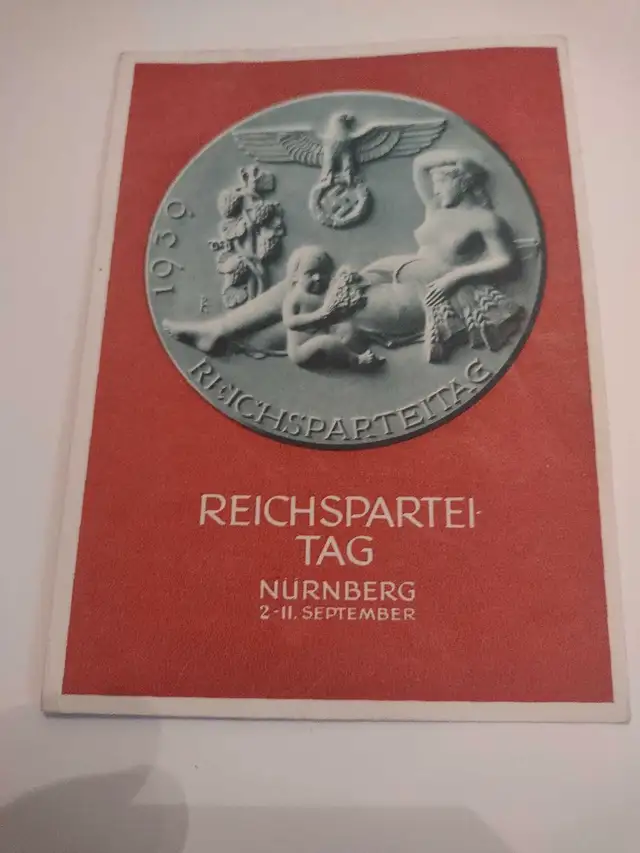 1939
REICHSPARTEITAG
REICHSPARTEI-
TAG
NÜRNBERG
2-11. SEPTEMBER